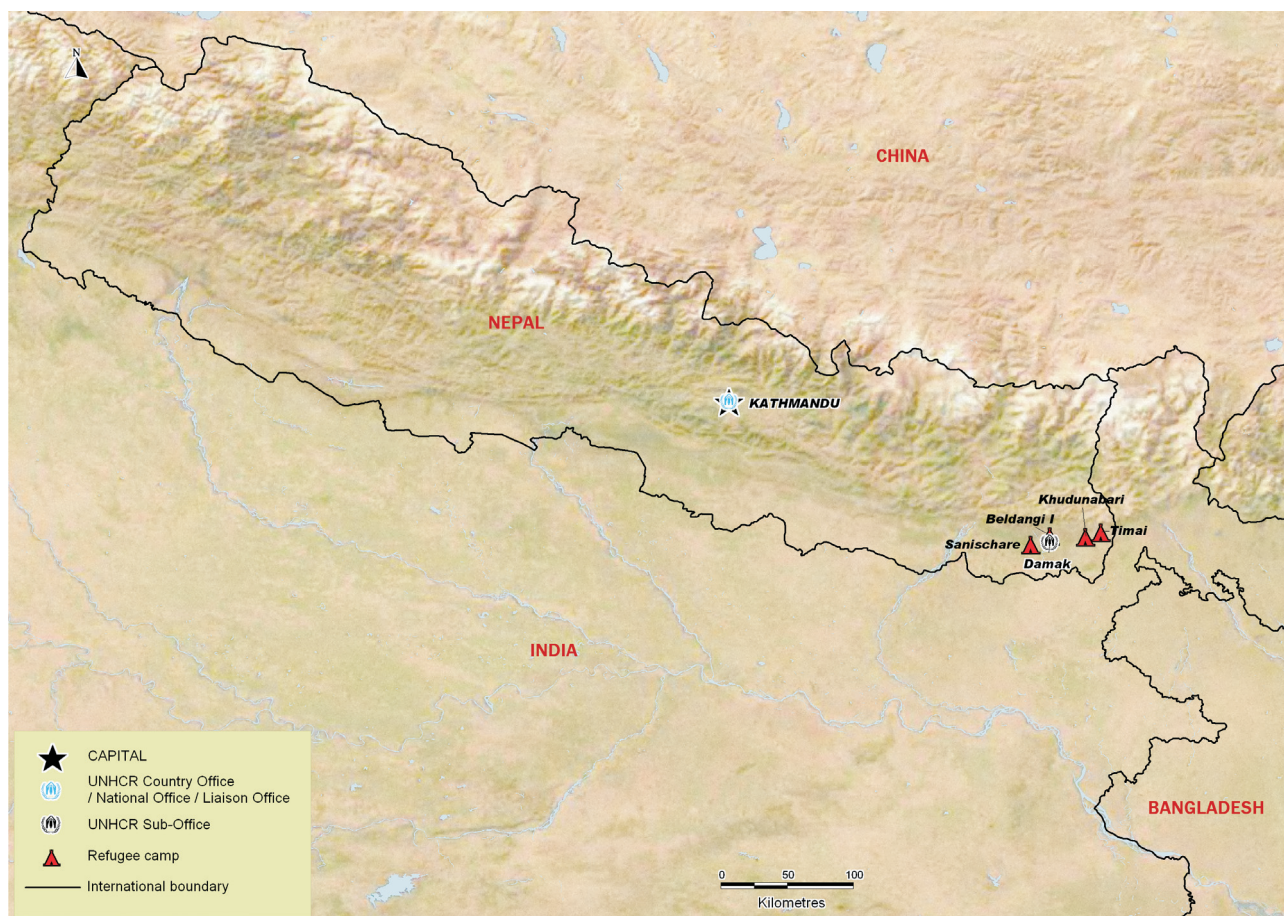 N
CHINA
NEPAL
KATHMANDU
Khudunabari
Beldangi I
Timai
Sanischare
Damak
INDIA
BANGLADESH
CAPITAL
UNHCR Country Office
/ National Office / Liaison Office
UNHCR Sub-Office
Refugee camp
International boundary
0 50 100
Kilometres